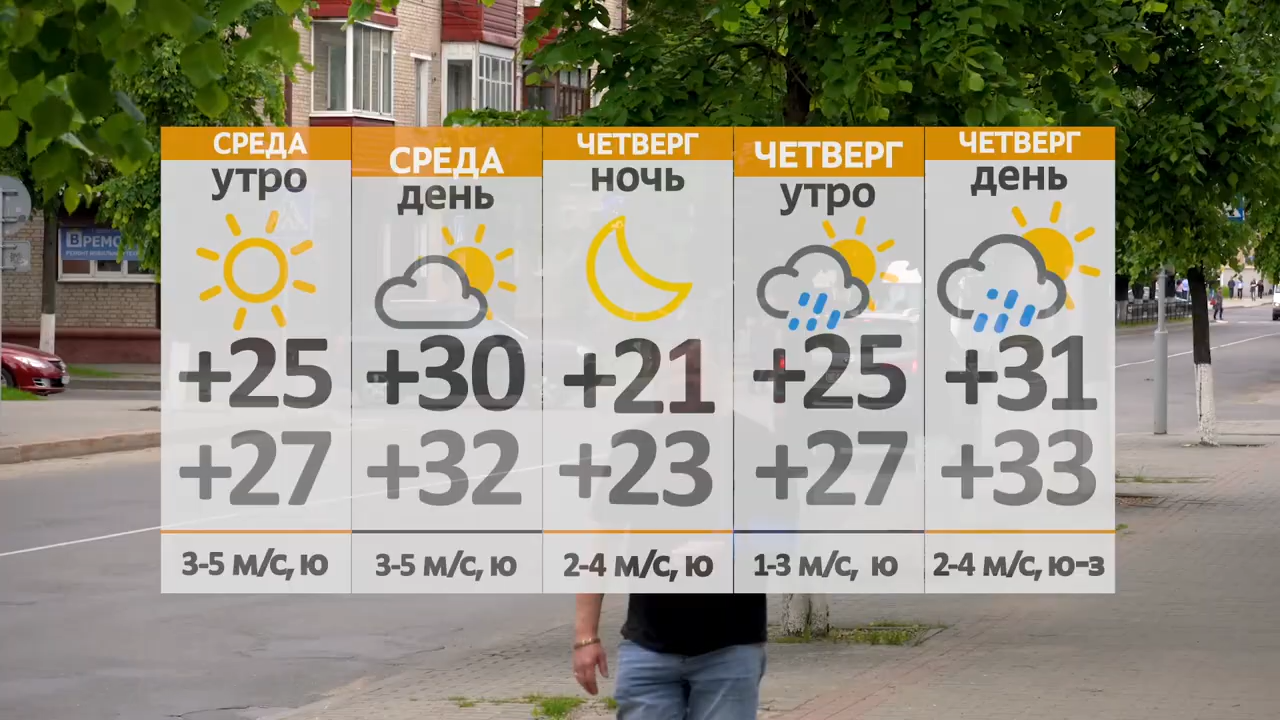 СРЕДА
утро
+25
+27
3-5 м/с, ю
СРЕДА
день
+30
+32
3-5 м/с, ю
ЧЕТВЕРГ
ночь
+21
+23
2-4 м/с, ю
ЧЕТВЕРГ
утро
+25
+27
1-3 м/с, ю
ЧЕТВЕРГ
день
+31
+33
2-4 м/с, ю-з
ВРЕМО